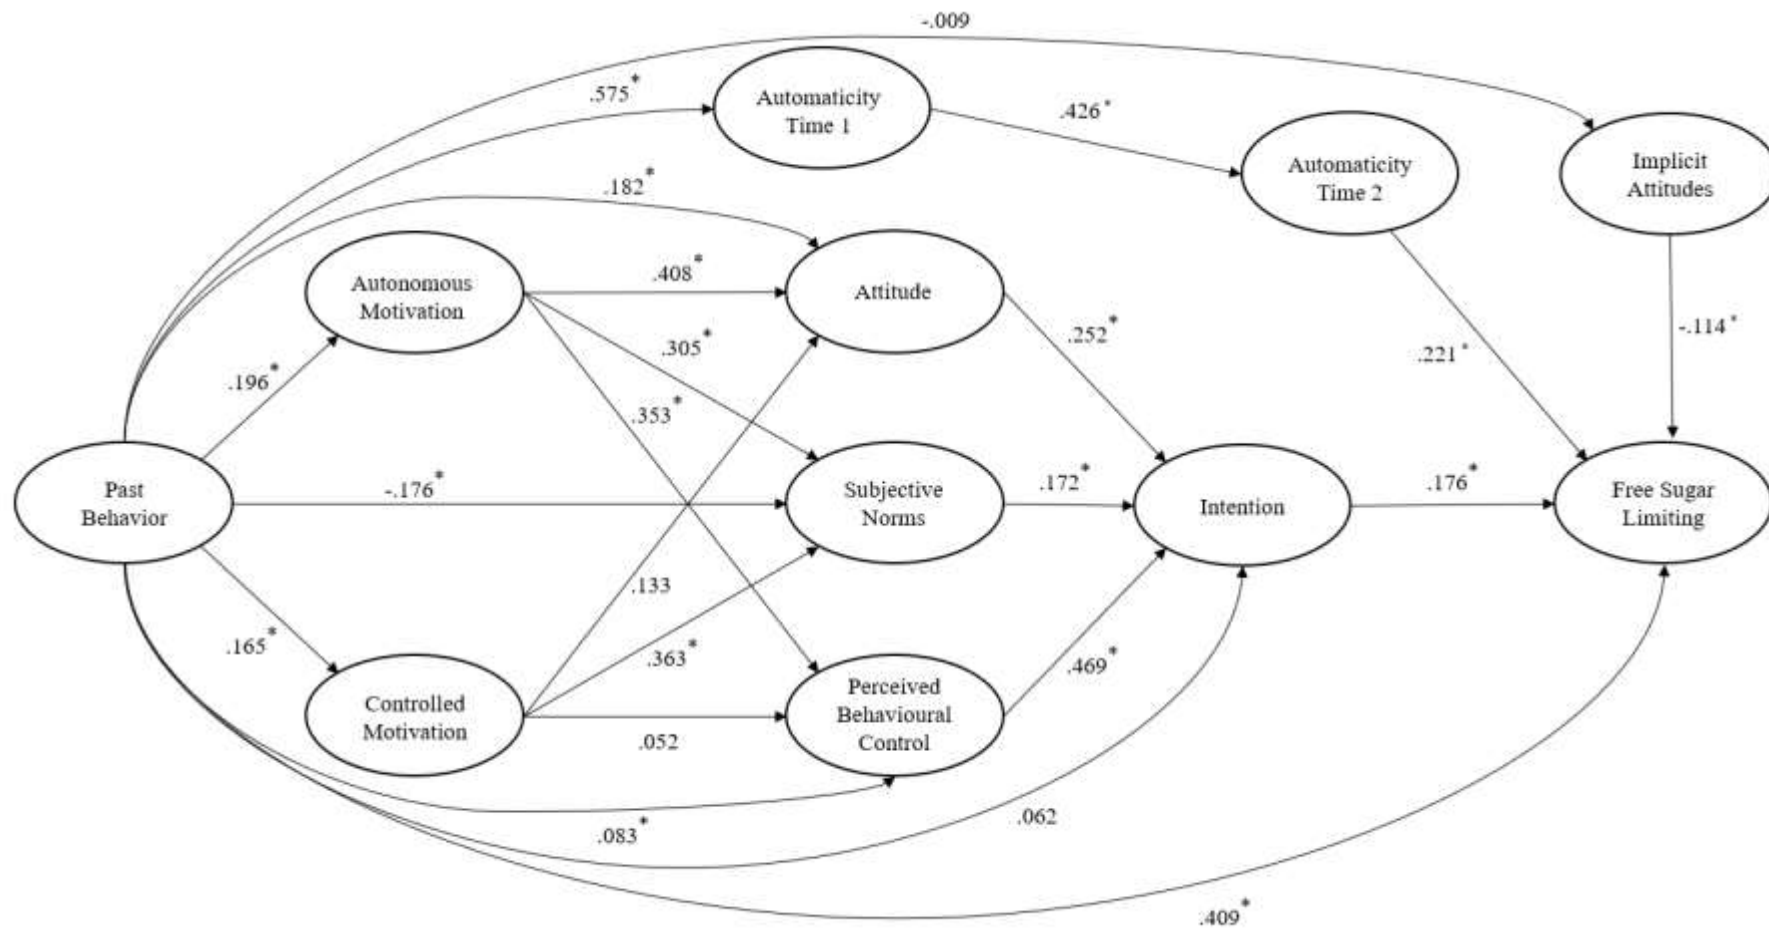 -.009
.575*
Automaticity
Time 1
.426*
Automaticity
Time 2
Implicit
Attitudes
.182*
Autonomous
Motivation
.408*
Attitude
.305*
.252*
.221*
-.114*
.196*
.353*
Past
Behavior
-.176*
Subjective
Norms
.172*
Intention
.176*
Free Sugar
Limiting
.133
.165*
.363*
.469*
Controlled
Motivation
.052
Perceived
Behavioural
Control
.083*
.062
.409*